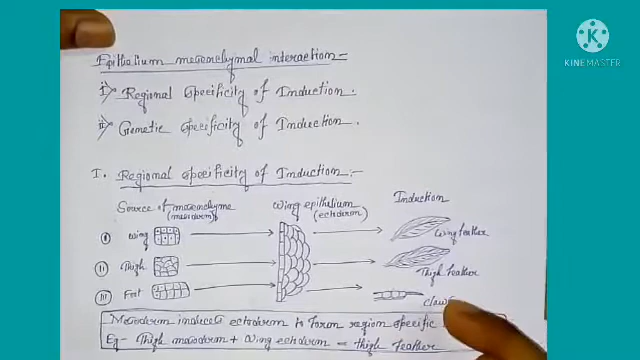 KINEMASTER
Epithelium mesenchymal interaction :-
i) Regional specificity of Induction.
ii) Genetic specificity of Induction.
I. Regional specificity of Induction :-
Source of mesenchyme (mesoderm) Wing epithelium (ectoderm) Induction
i wing Wing feather
ii Thigh Thigh feather
iii Foot claw
Mesoderm induces ectoderm to form region specific
Eg - Thigh mesoderm + wing ectoderm = Thigh feather